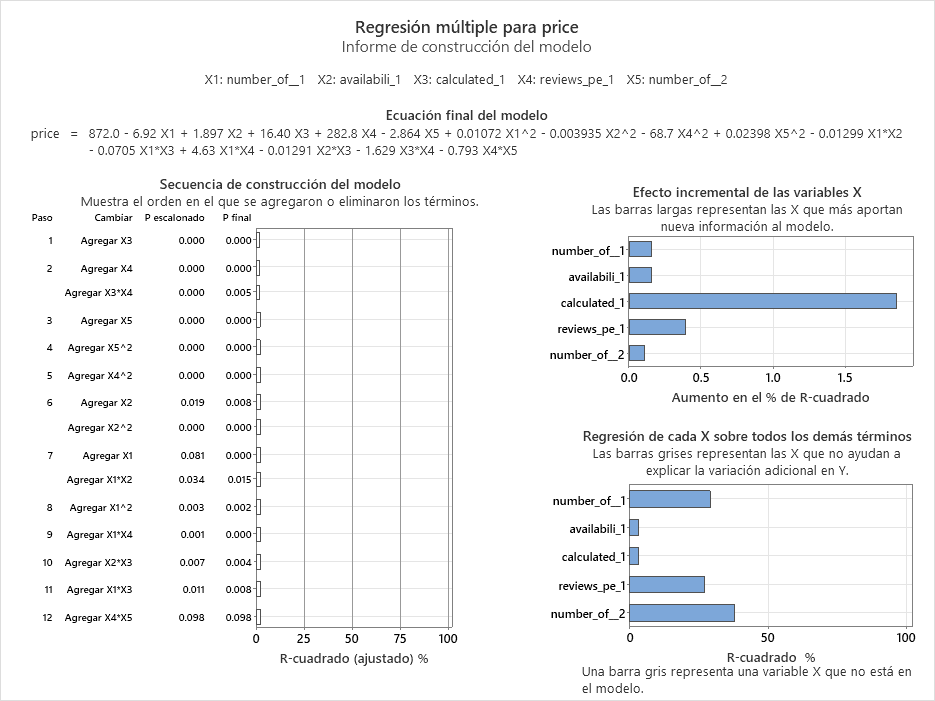 Regresión múltiple para price
Informe de construcción del modelo
X1: number_of__1 X2: availabili_1 X3: calculated_1 X4: reviews_pe_1 X5: number_of__2
Ecuación final del modelo
price = 872.0 - 6.92 X1 + 1.897 X2 + 16.40 X3 + 282.8 X4 - 2.864 X5 + 0.01072 X1^2 - 0.003935 X2^2 - 68.7 X4^2 + 0.02398 X5^2 - 0.01299 X1*X2
- 0.0705 X1*X3 + 4.63 X1*X4 - 0.01291 X2*X3 - 1.629 X3*X4 - 0.793 X4*X5
Secuencia de construcción del modelo
Muestra el orden en el que se agregaron o eliminaron los términos.
Paso Cambiar P escalonado P final
1 Agregar X3 0.000 0.000
2 Agregar X4 0.000 0.000
Agregar X3*X4 0.000 0.005
3 Agregar X5 0.000 0.000
4 Agregar X5^2 0.000 0.000
5 Agregar X4^2 0.000 0.000
6 Agregar X2 0.019 0.008
Agregar X2^2 0.000 0.000
7 Agregar X1 0.081 0.000
Agregar X1*X2 0.034 0.015
8 Agregar X1^2 0.003 0.002
9 Agregar X1*X4 0.001 0.000
10 Agregar X2*X3 0.007 0.004
11 Agregar X1*X3 0.011 0.008
12 Agregar X4*X5 0.098 0.098
0 25 50 75 100
R-cuadrado (ajustado) %
Efecto incremental de las variables X
Las barras largas representan las X que más aportan
nueva información al modelo.
number_of__1
availabili_1
calculated_1
reviews_pe_1
number_of__2
0.0 0.5 1.0 1.5
Aumento en el % de R-cuadrado
Regresión de cada X sobre todos los demás términos
Las barras grises representan las X que no ayudan a
explicar la variación adicional en Y.
number_of__1
availabili_1
calculated_1
reviews_pe_1
number_of__2
0 50 100
R-cuadrado %
Una barra gris representa una variable X que no está en
el modelo.